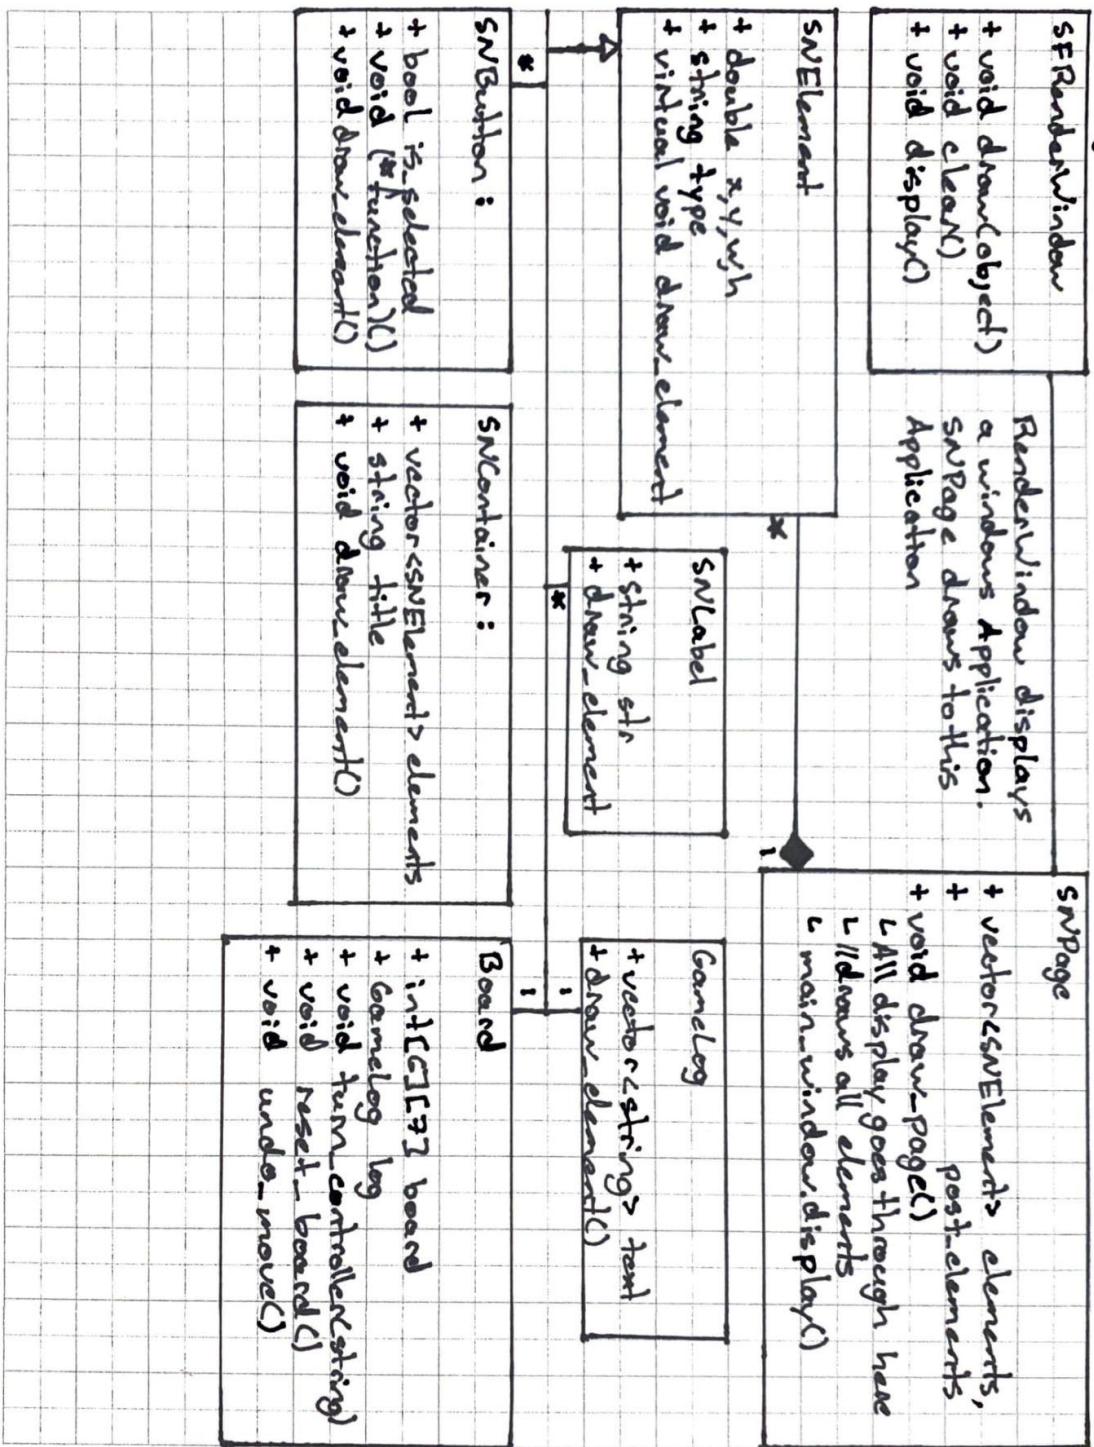 SFRenderWindow
+ void draw(object)
+ void clear()
+ void display()
RenderWindow displays
a windows Application.
SNPage draws to this
Application
SNPage
+ vector<SNElement> elements,
+ post_elements
+ void draw_page()
↳ All display goes through here
↳ //draws all elements
↳ main_window.display()
SNElement
+ double x,y,w,h
+ string type
+ virtual void draw_element
*
1
SNLabel
+ string str
+ draw_element
*
GameLog
+ vector<string> text
+ draw_element()
1
*
SNButton :
+ bool is_selected
+ void (*function)()
+ void draw_element()
SNContainer :
+ vector<SNElement> elements
+ string title
+ void draw_element()
1
Board
+ int[6][7] board
+ GameLog log
+ void turn_controller(string)
+ void reset_board()
+ void undo_move()